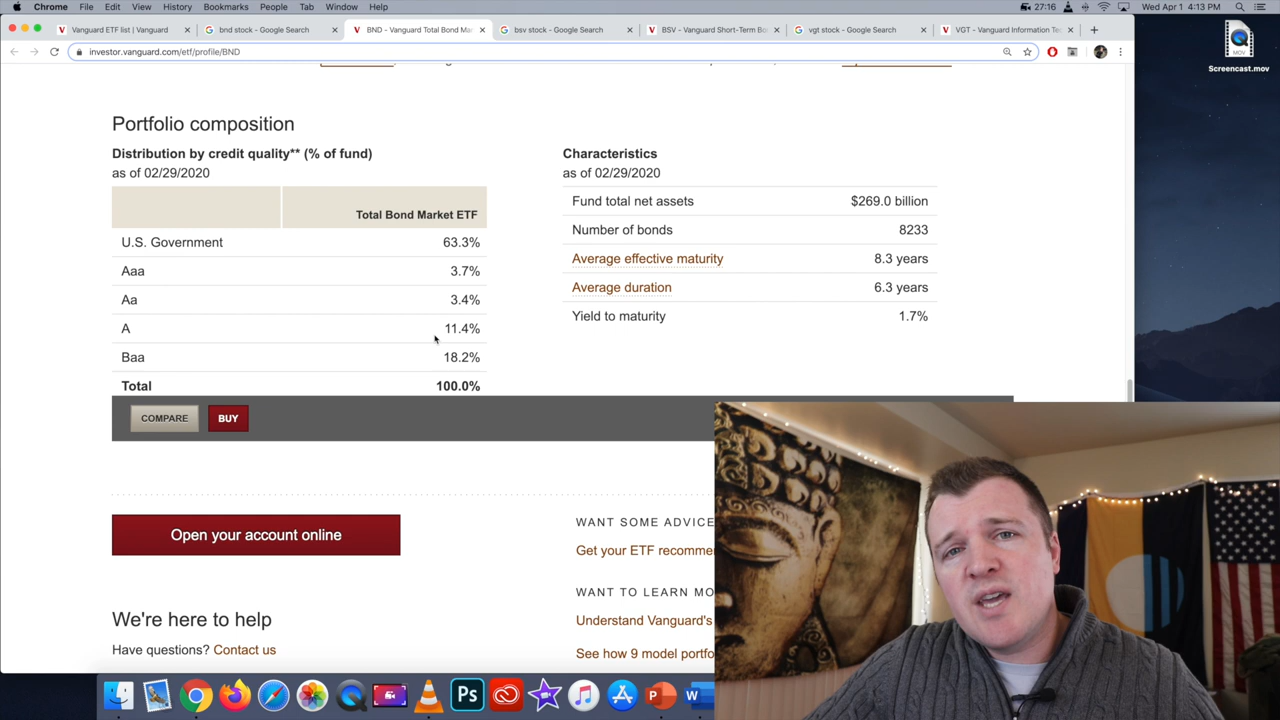 Chrome File Edit View History Bookmarks People Tab Window Help 27:16 Wed Apr 1 4:13 PM
Vanguard ETF list | Vanguard bnd stock - Google Search BND - Vanguard Total Bond Mar bsv stock - Google Search BSV - Vanguard Short-Term Bo vgt stock - Google Search VGT - Vanguard Information Te
investor.vanguard.com/etf/profile/BND
MOV
Screencast.mov
Portfolio composition
Distribution by credit quality** (% of fund)
as of 02/29/2020
Total Bond Market ETF
U.S. Government 63.3%
Aaa 3.7%
Aa 3.4%
A 11.4%
Baa 18.2%
Total 100.0%
Characteristics
as of 02/29/2020
Fund total net assets $269.0 billion
Number of bonds 8233
Average effective maturity 8.3 years
Average duration 6.3 years
Yield to maturity 1.7%
COMPARE BUY
Open your account online
We're here to help
Have questions? Contact us
WANT SOME ADVICE
Get your ETF recomme
WANT TO LEARN MO
Understand Vanguard's
See how 9 model portfo
Ps
P
W